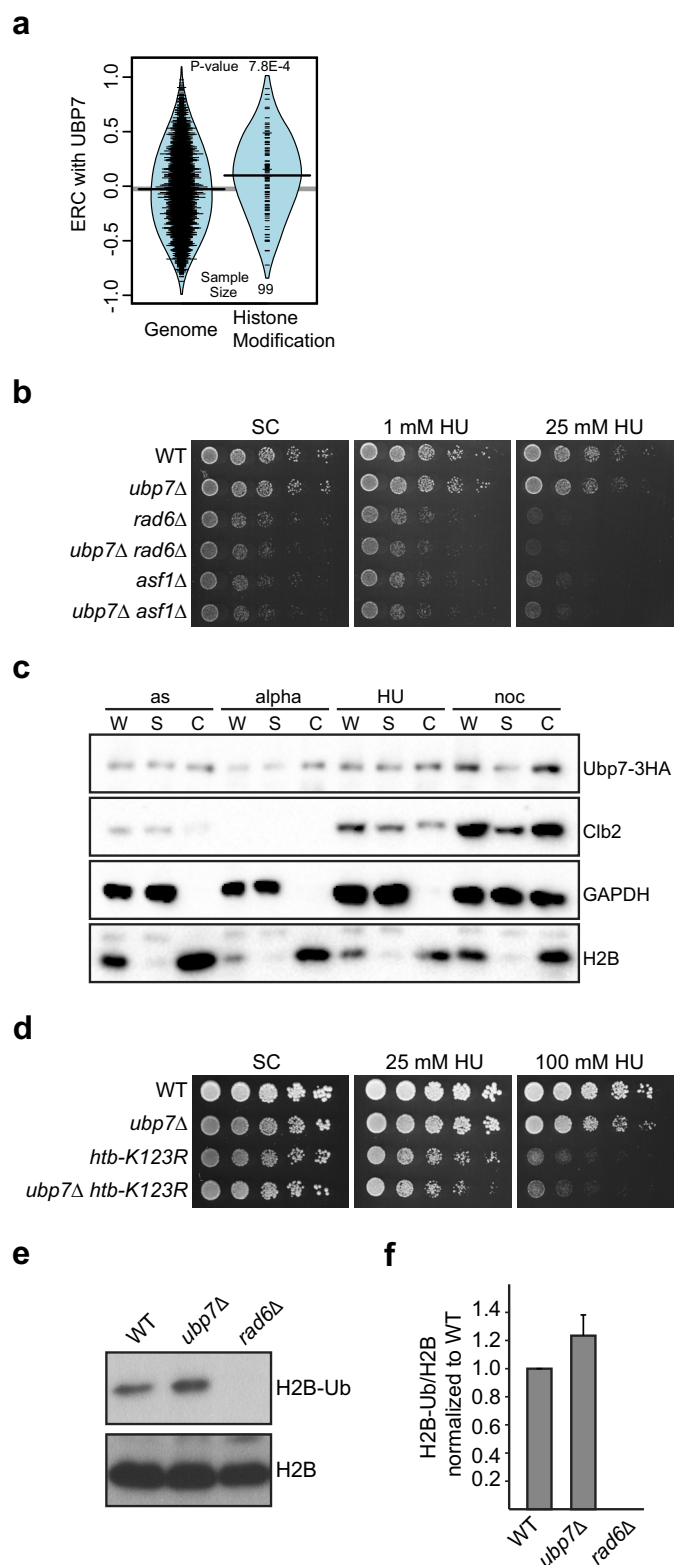 a
P-value 7.8E-4
ERC with UBP7
1.0
0.5
0.0
-0.5
-1.0
Sample
Size
99
Genome
Histone
Modification
b
SC
1 mM HU
25 mM HU
WT
ubp7Δ
rad6Δ
ubp7Δ rad6Δ
asf1Δ
ubp7Δ asf1Δ
c
as alpha HU noc
W S C W S C W S C W S C
Ubp7-3HA
Clb2
GAPDH
H2B
d
SC
25 mM HU
100 mM HU
WT
ubp7Δ
htb-K123R
ubp7Δ htb-K123R
e
WT ubp7Δ rad6Δ
H2B-Ub
H2B
f
H2B-Ub/H2B
normalized to WT
1.4
1.2
1.0
0.8
0.6
0.4
0.2
WT ubp7Δ rad6Δ